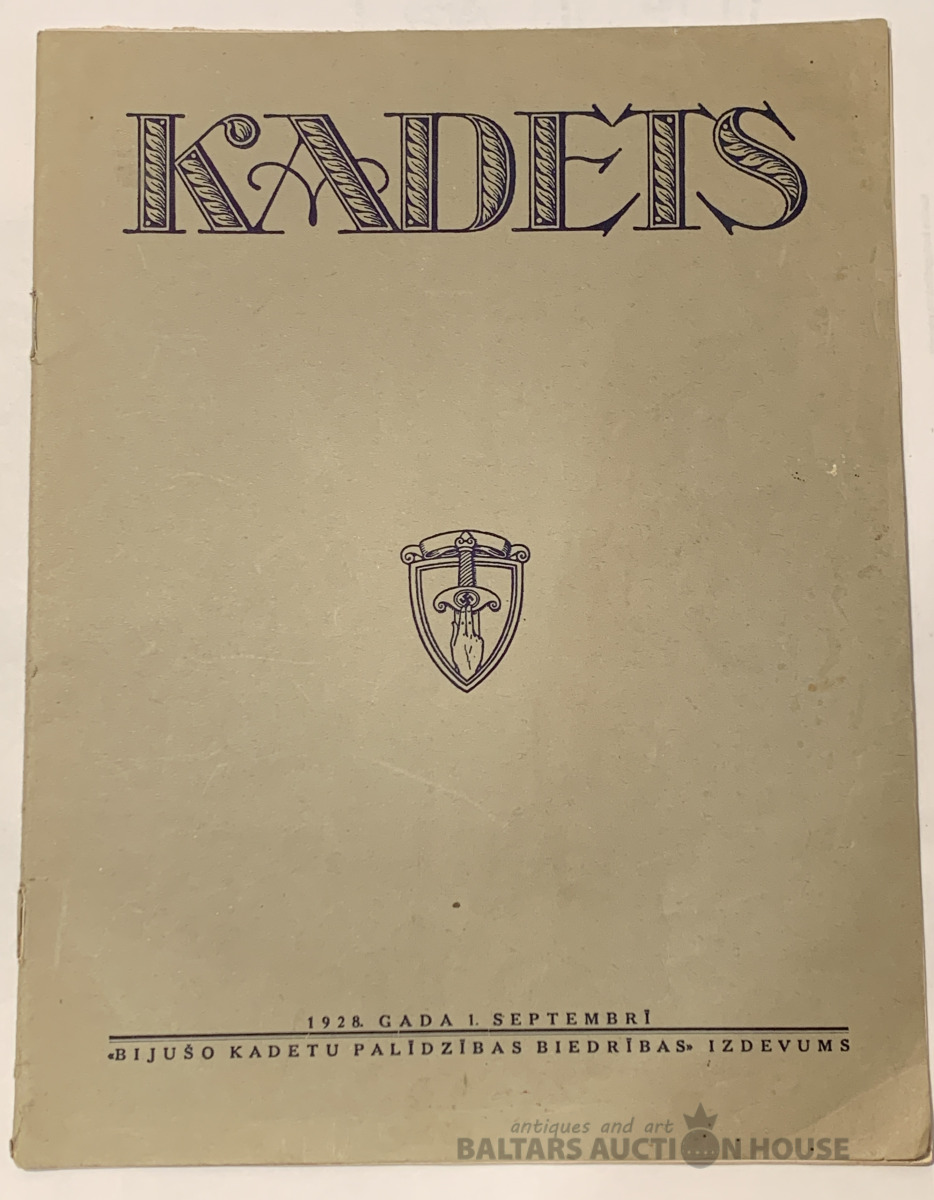 KADETS
1928. GADA 1. SEPTEMBRĪ
«BIJUŠO KADETU PALĪDZĪBAS BIEDRĪBAS» IZDEVUMS
antiques and art
BALTARS AUCTION HOUSE